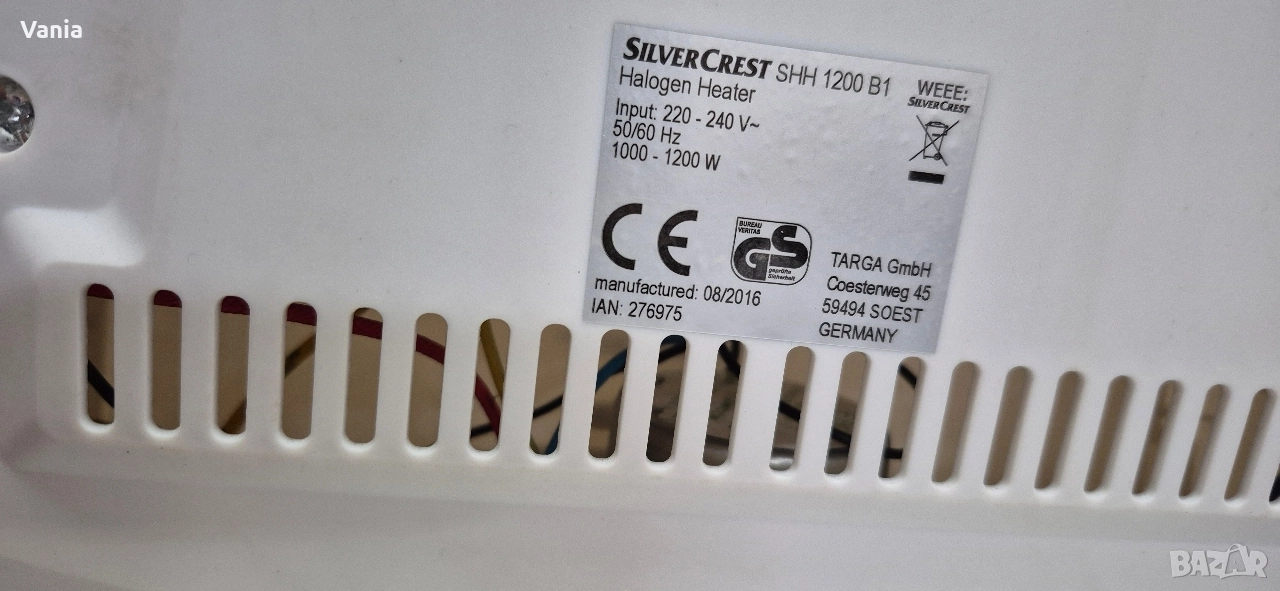 Vania
SILVERCREST SHH 1200 B1
Halogen Heater
Input: 220 - 240 V~
50/60 Hz
1000 - 1200 W
WEEE:
SILVERCREST
CE
BUREAU
VERITAS
GS
geprüfte
Sicherheit
manufactured: 08/2016
IAN: 276975
TARGA GmbH
Coesterweg 45
59494 SOEST
GERMANY
BAZAR